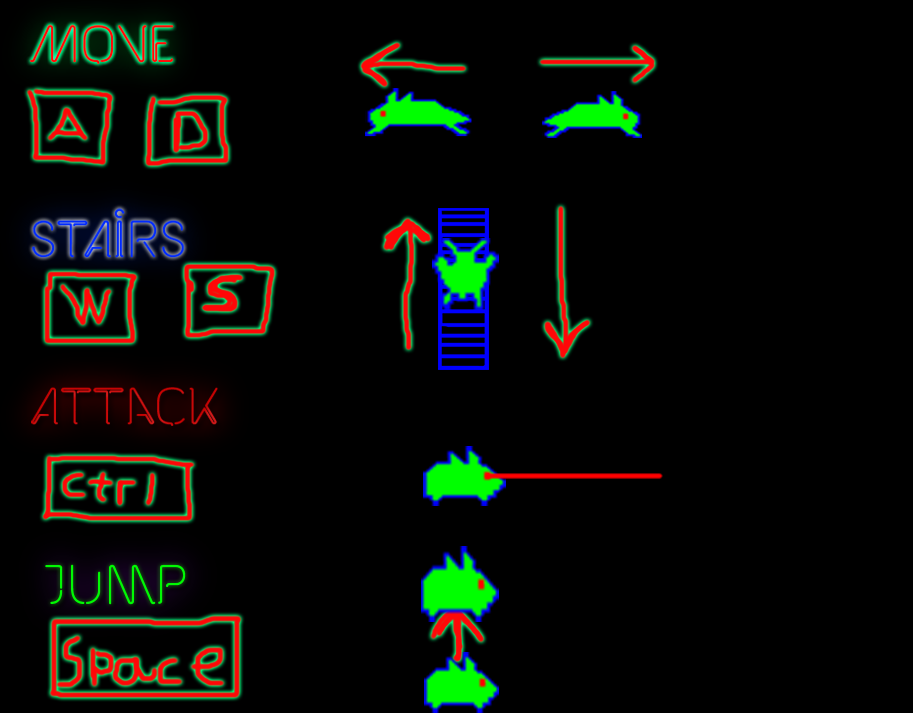 MOVE
A D
STAiRS
W S
ATTACK
Ctrl
JUMP
Space